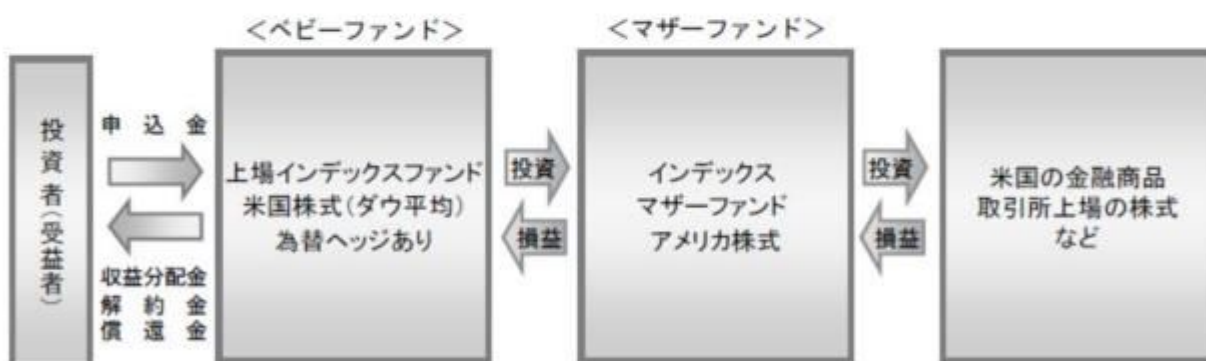 ＜ベビーファンド＞
＜マザーファンド＞
投資者（受益者）
申込金
収益分配金
解約金
償還金
上場インデックスファンド
米国株式（ダウ平均）
為替ヘッジあり
投資
損益
インデックス
マザーファンド
アメリカ株式
投資
損益
米国の金融商品
取引所上場の株式
など